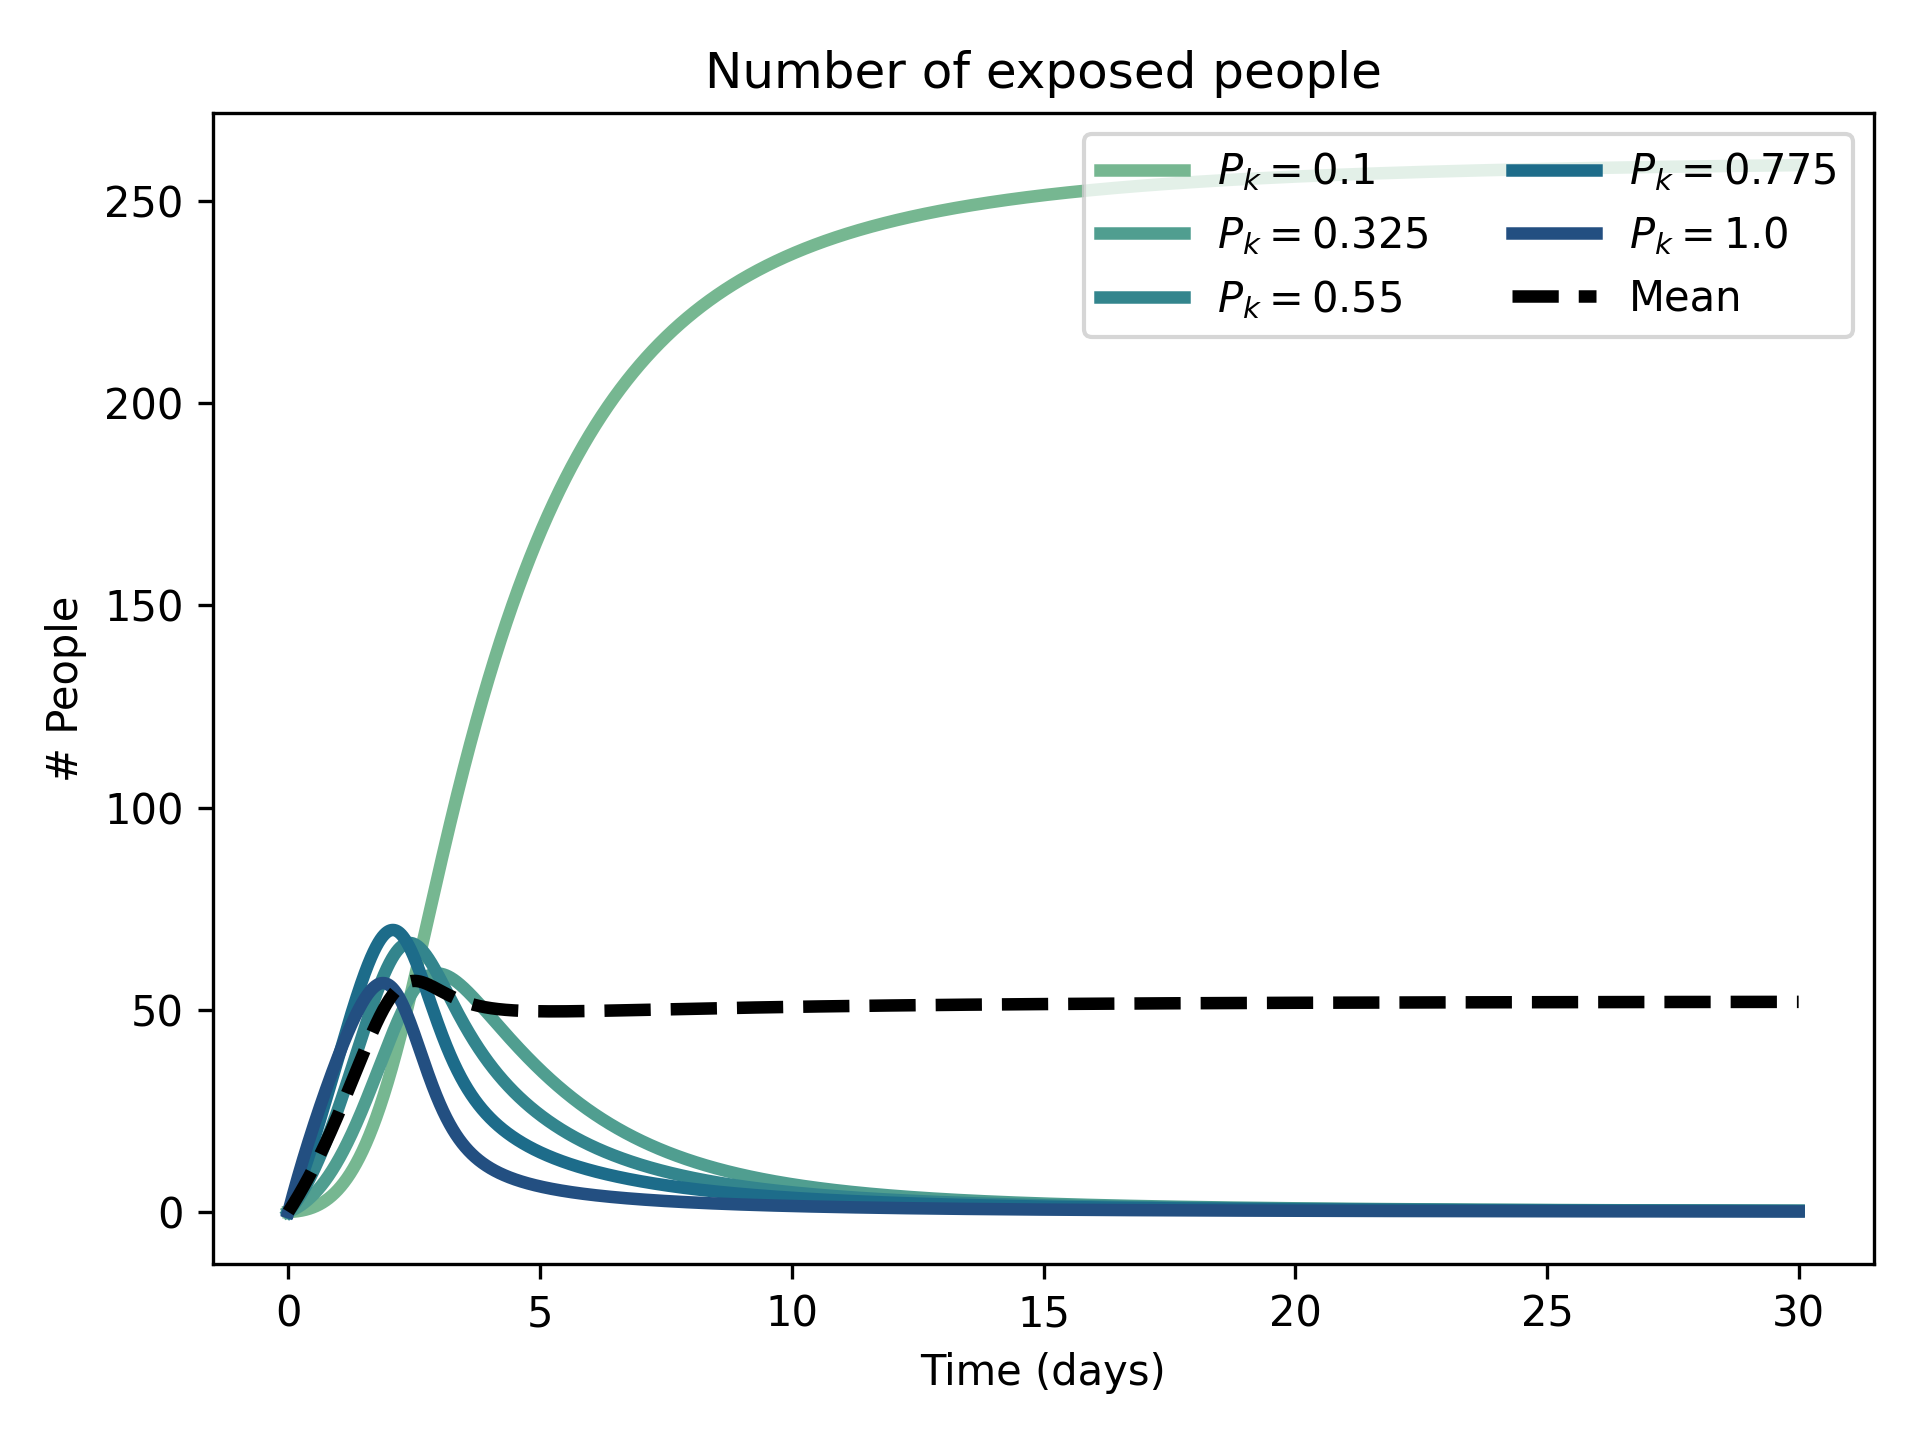 Number of exposed people
# People
250
200
150
100
50
0
P_k = 0.1
P_k = 0.325
P_k = 0.55
P_k = 0.775
P_k = 1.0
Mean
0 5 10 15 20 25 30
Time (days)